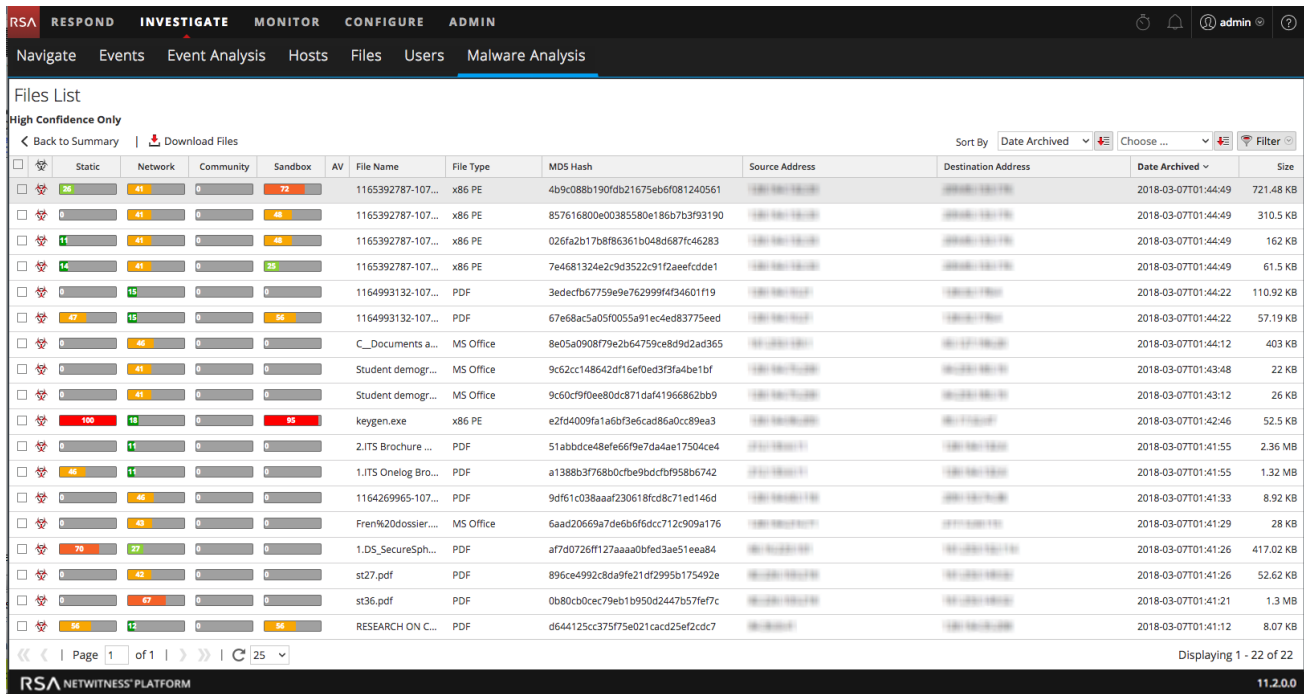 RSA RESPOND INVESTIGATE MONITOR CONFIGURE ADMIN admin
Navigate Events Event Analysis Hosts Files Users Malware Analysis
Files List
High Confidence Only
Back to Summary | Download Files Sort By Date Archived Choose ... Filter
Static Network Community Sandbox AV File Name File Type MD5 Hash Source Address Destination Address Date Archived Size
26 41 0 72 1165392787-107... x86 PE 4b9c088b190fdb21675eb6f081240561 2018-03-07T01:44:49 721.48 KB
0 41 0 48 1165392787-107... x86 PE 857616800e00385580e186b7b3f93190 2018-03-07T01:44:49 310.5 KB
11 41 0 48 1165392787-107... x86 PE 026fa2b17b8f86361b048d687fc46283 2018-03-07T01:44:49 162 KB
14 41 0 25 1165392787-107... x86 PE 7e4681324e2c9d3522c91f2aeefcdde1 2018-03-07T01:44:49 61.5 KB
0 15 0 0 1164993132-107... PDF 3edecfb67759e9e762999f4f34601f19 2018-03-07T01:44:22 110.92 KB
47 15 0 56 1164993132-107... PDF 67e68ac5a05f0055a91ec4ed83775eed 2018-03-07T01:44:22 57.19 KB
0 46 0 0 C__Documents a... MS Office 8e05a0908f79e2b64759ce8d9d2ad365 2018-03-07T01:44:12 403 KB
0 41 0 0 Student demogr... MS Office 9c62cc148642df16ef0ed3f3fa4be1bf 2018-03-07T01:43:48 22 KB
0 41 0 0 Student demogr... MS Office 9c60cf9f0ee80dc871daf41966862bb9 2018-03-07T01:43:12 26 KB
100 18 0 95 keygen.exe x86 PE e2fd4009fa1a6bf3e6cad86a0cc89ea3 2018-03-07T01:42:46 52.5 KB
0 11 0 0 2.ITS Brochure ... PDF 51abbdce48efe66f9e7da4ae17504ce4 2018-03-07T01:41:55 2.36 MB
46 11 0 0 1.ITS Onelog Bro... PDF a1388b3f768b0cfbe9bdcfbf958b6742 2018-03-07T01:41:55 1.32 MB
0 46 0 0 1164269965-107... PDF 9df61c038aaaf230618fcd8c71ed146d 2018-03-07T01:41:33 8.92 KB
0 43 0 0 Fren%20dossier.... MS Office 6aad20669a7de6b6f6dcc712c909a176 2018-03-07T01:41:29 28 KB
70 27 0 0 1.DS_SecureSph... PDF af7d0726ff127aaaa0bfed3ae51eea84 2018-03-07T01:41:26 417.02 KB
0 42 0 0 st27.pdf PDF 896ce4992c8da9fe21df2995b175492e 2018-03-07T01:41:26 52.62 KB
0 67 0 0 st36.pdf PDF 0b80cb0cec79eb1b950d2447b57fef7c 2018-03-07T01:41:21 1.3 MB
56 12 0 56 RESEARCH ON C... PDF d644125cc375f75e021cacd25ef2cdc7 2018-03-07T01:41:12 8.07 KB
Page 1 of 1 | 25 Displaying 1 - 22 of 22
RSA NETWITNESS® PLATFORM 11.2.0.0